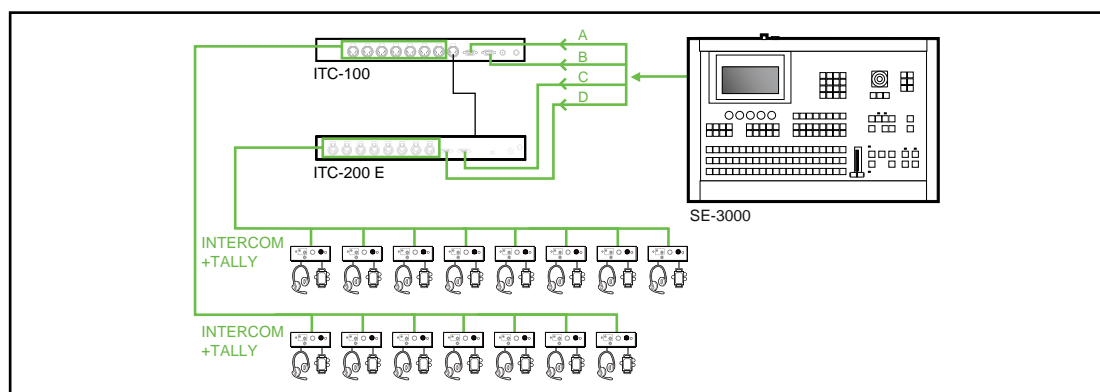 A
B
ITC-100
C
D
ITC-200 E
SE-3000
INTERCOM
+TALLY
INTERCOM
+TALLY